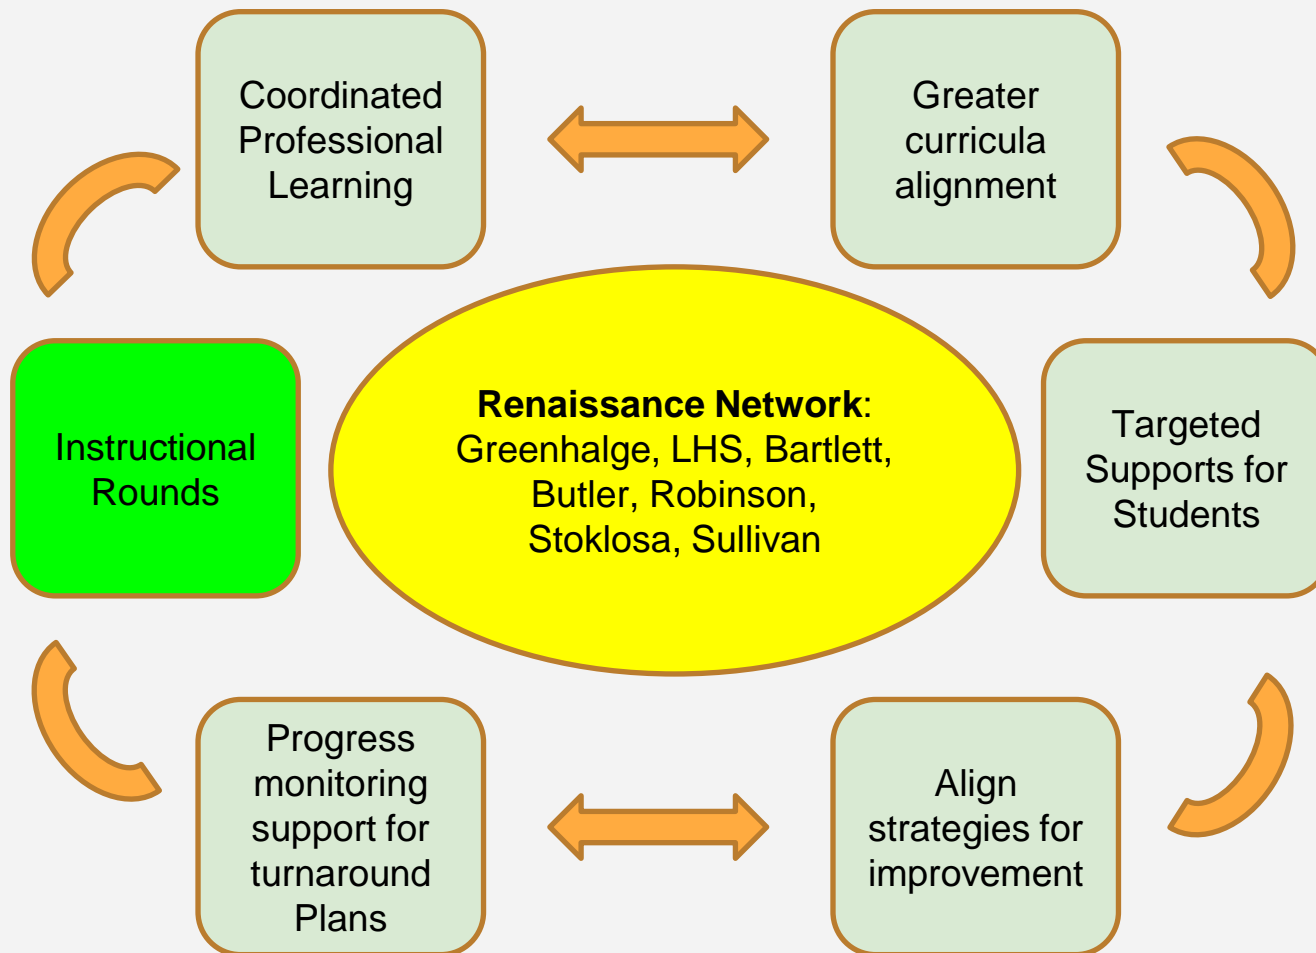 Coordinated
Professional
Learning
Greater
curricula
alignment
Instructional
Rounds
Renaissance Network:
Greenhalge, LHS, Bartlett,
Butler, Robinson,
Stoklosa, Sullivan
Targeted
Supports for
Students
Progress
monitoring
support for
turnaround
Plans
Align
strategies for
improvement